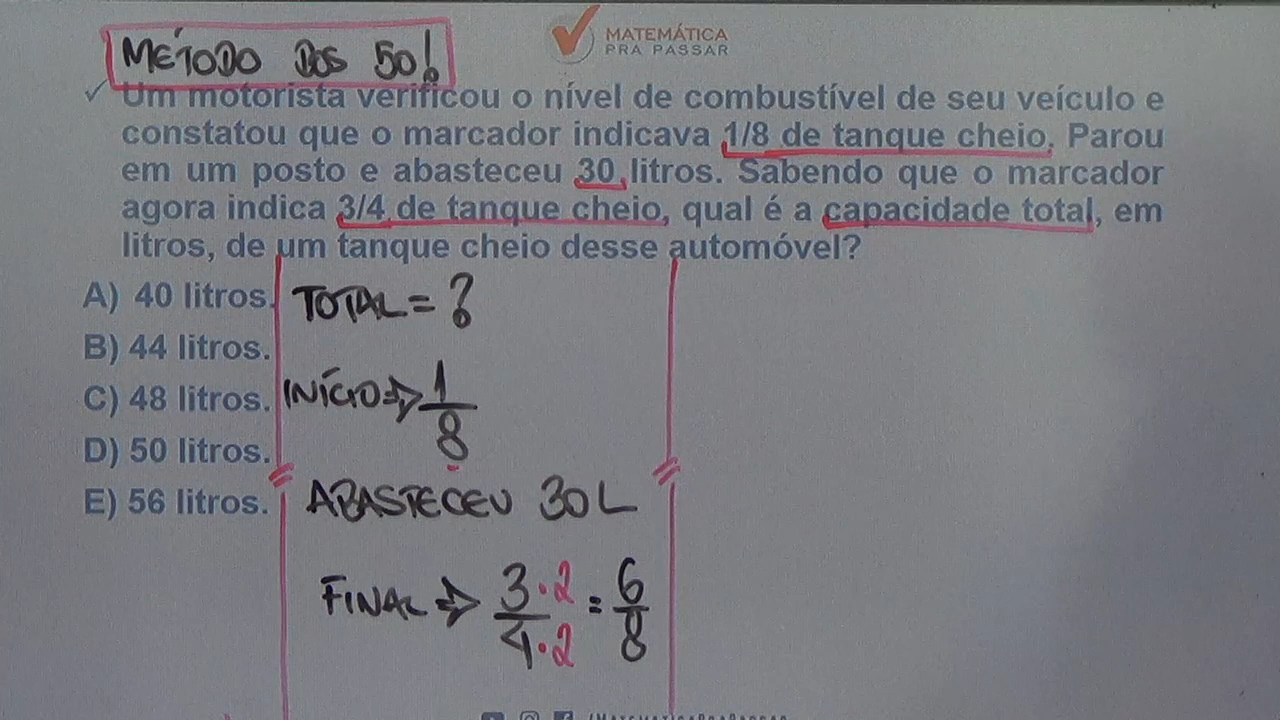 MÉTODO DOS 50!
MATEMÁTICA
PRA PASSAR
✓ Um motorista verificou o nível de combustível de seu veículo e
constatou que o marcador indicava 1/8 de tanque cheio. Parou
em um posto e abasteceu 30 litros. Sabendo que o marcador
agora indica 3/4 de tanque cheio, qual é a capacidade total, em
litros, de um tanque cheio desse automóvel?
A) 40 litros.
B) 44 litros.
C) 48 litros.
D) 50 litros.
E) 56 litros.
TOTAL = ?
INÍCIO ⇒ 1/8
ABASTECEU 30L
FINAL ⇒ 3·2/4·2 = 6/8